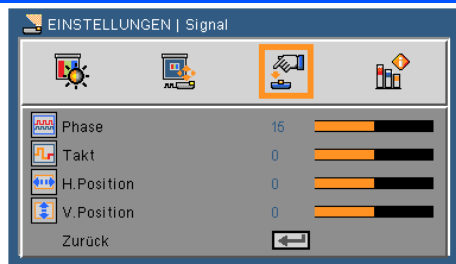 EINSTELLUNGEN | Signal
Phase 15
Takt 0
H.Position 0
V.Position 0
Zurück